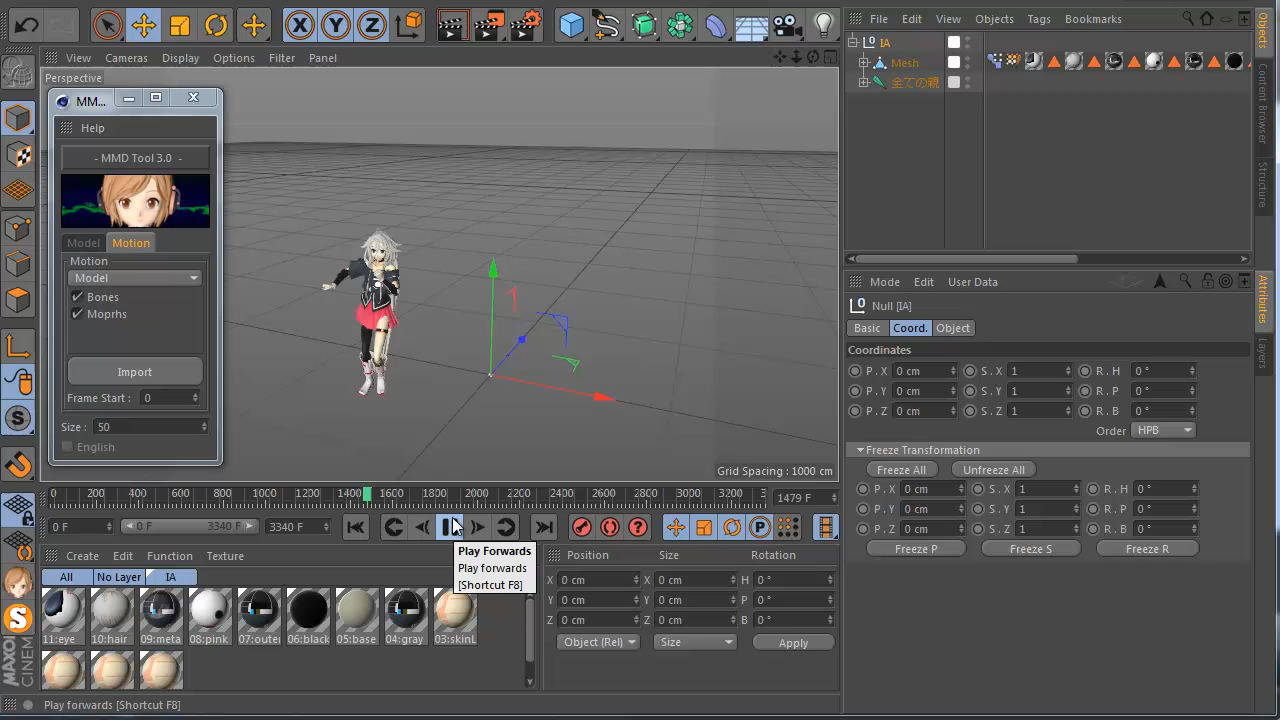 File Edit View Objects Tags Bookmarks
View Cameras Display Options Filter Panel
IA
Mesh
全ての親
Perspective
MM...
Help
- MMD Tool 3.0 -
Model Motion
Motion
Model
Bones
Moprhs
Import
Frame Start : 0
Size : 50
English
Grid Spacing : 1000 cm
Objects
Content Browser
Structure
Mode Edit User Data
Null [IA]
Basic Coord. Object
Coordinates
P . X 0 cm S . X 1 R . H 0 °
P . Y 0 cm S . Y 1 R . P 0 °
P . Z 0 cm S . Z 1 R . B 0 °
Order HPB
Freeze Transformation
Freeze All Unfreeze All
P . X 0 cm S . X 1 R . H 0 °
P . Y 0 cm S . Y 1 R . P 0 °
P . Z 0 cm S . Z 1 R . B 0 °
Freeze P Freeze S Freeze R
Attributes
Layers
0 200 400 600 800 1000 1200 1400 1600 1800 2000 2200 2400 2600 2800 3000 3200 3 1479 F
0 F 0 F 3340 F 3340 F
Play Forwards
Play forwards
[Shortcut F8]
Create Edit Function Texture
All No Layer IA
11:eye 10:hair 09:meta 08:pink 07:outer 06:black 05:base 04:gray 03:skinL
Position Size Rotation
X 0 cm X 0 cm H 0 °
Y 0 cm Y 0 cm P 0 °
Z 0 cm Z 0 cm B 0 °
Object (Rel) Size Apply
MAXON
CINEM
Play forwards [Shortcut F8]